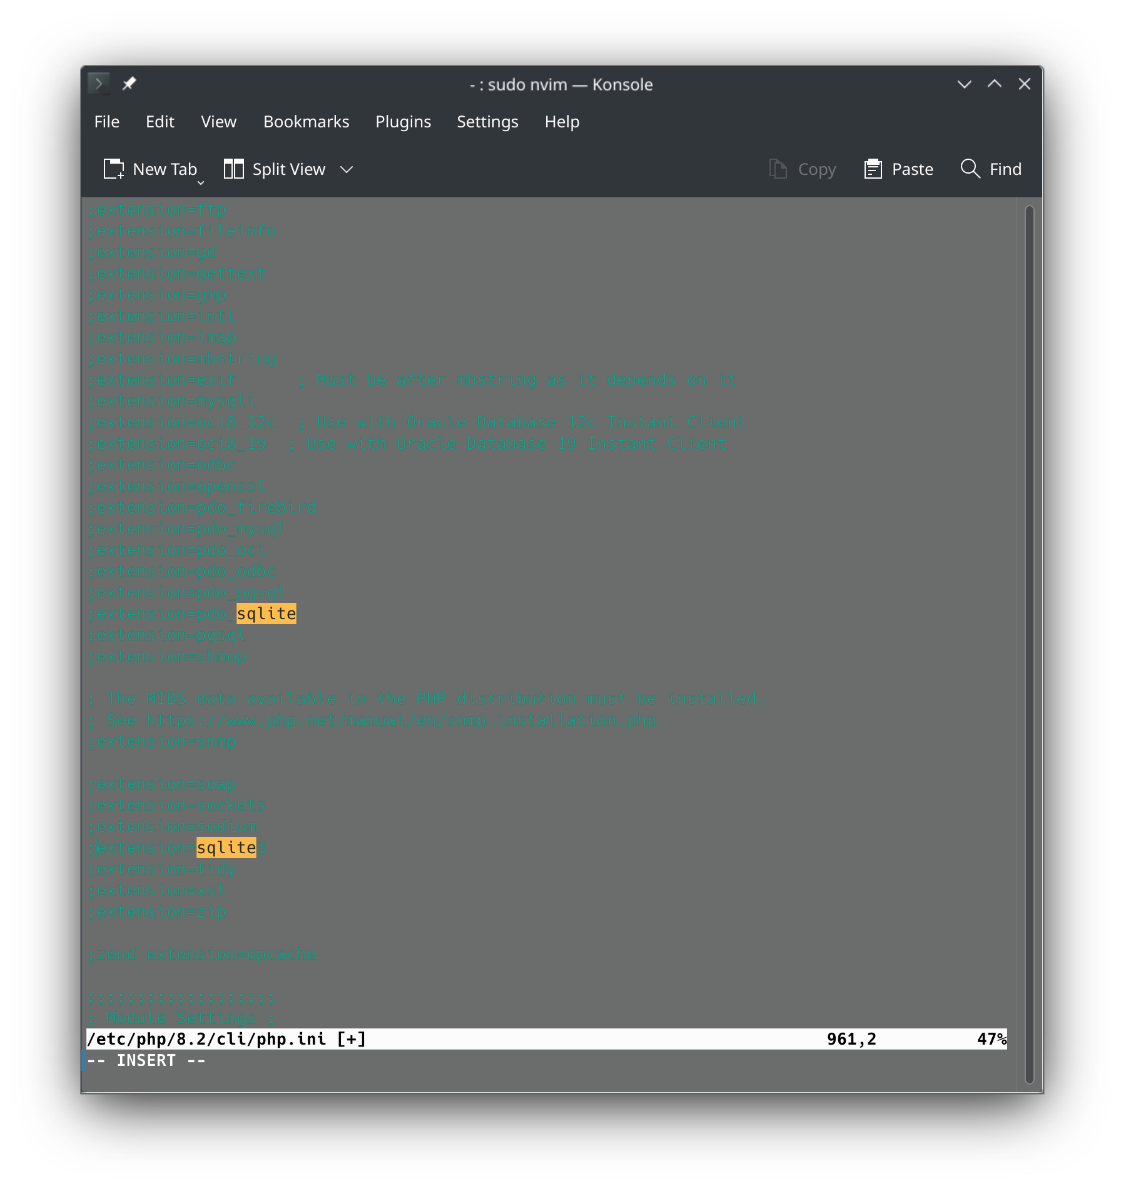 - : sudo nvim — Konsole
File Edit View Bookmarks Plugins Settings Help
New Tab Split View Copy Paste Find
;extension=ftp
;extension=fileinfo
;extension=gd
;extension=gettext
;extension=gmp
;extension=intl
;extension=imap
;extension=mbstring
;extension=exif      ; Must be after mbstring as it depends on it
;extension=mysqli
;extension=oci8_12c  ; Use with Oracle Database 12c Instant Client
;extension=oci8_19  ; Use with Oracle Database 19 Instant Client
;extension=odbc
;extension=openssl
;extension=pdo_firebird
;extension=pdo_mysql
;extension=pdo_oci
;extension=pdo_odbc
;extension=pdo_pgsql
;extension=pdo_sqlite
;extension=pgsql
;extension=shmop
; The MIBS data available in the PHP distribution must be installed.
; See https://www.php.net/manual/en/snmp.installation.php
;extension=snmp
;extension=soap
;extension=sockets
;extension=sodium
;extension=sqlite3
;extension=tidy
;extension=xsl
;extension=zip
;zend_extension=opcache
;;;;;;;;;;;;;;;;;;;
; Module Settings ;
/etc/php/8.2/cli/php.ini [+] 961,2 47%
-- INSERT --